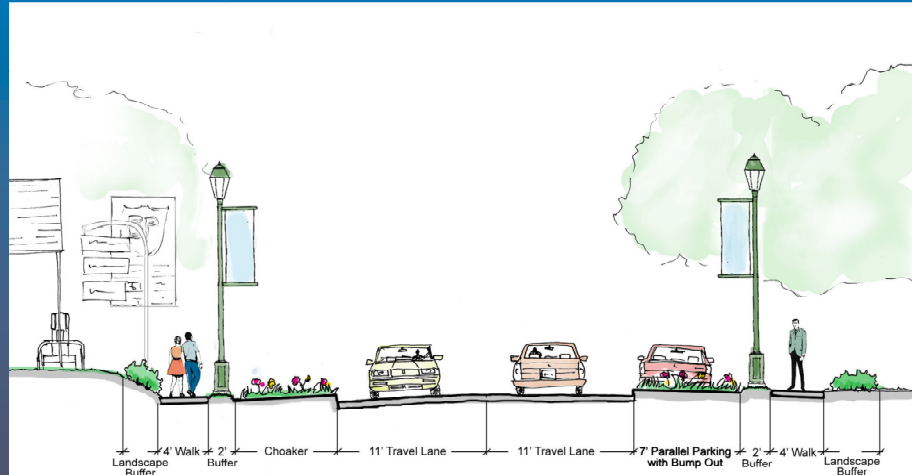 Landscape
Buffer
4' Walk
2'
Buffer
Choaker
11' Travel Lane
11' Travel Lane
7' Parallel Parking
with Bump Out
2'
Buffer
4' Walk
Landscape
Buffer